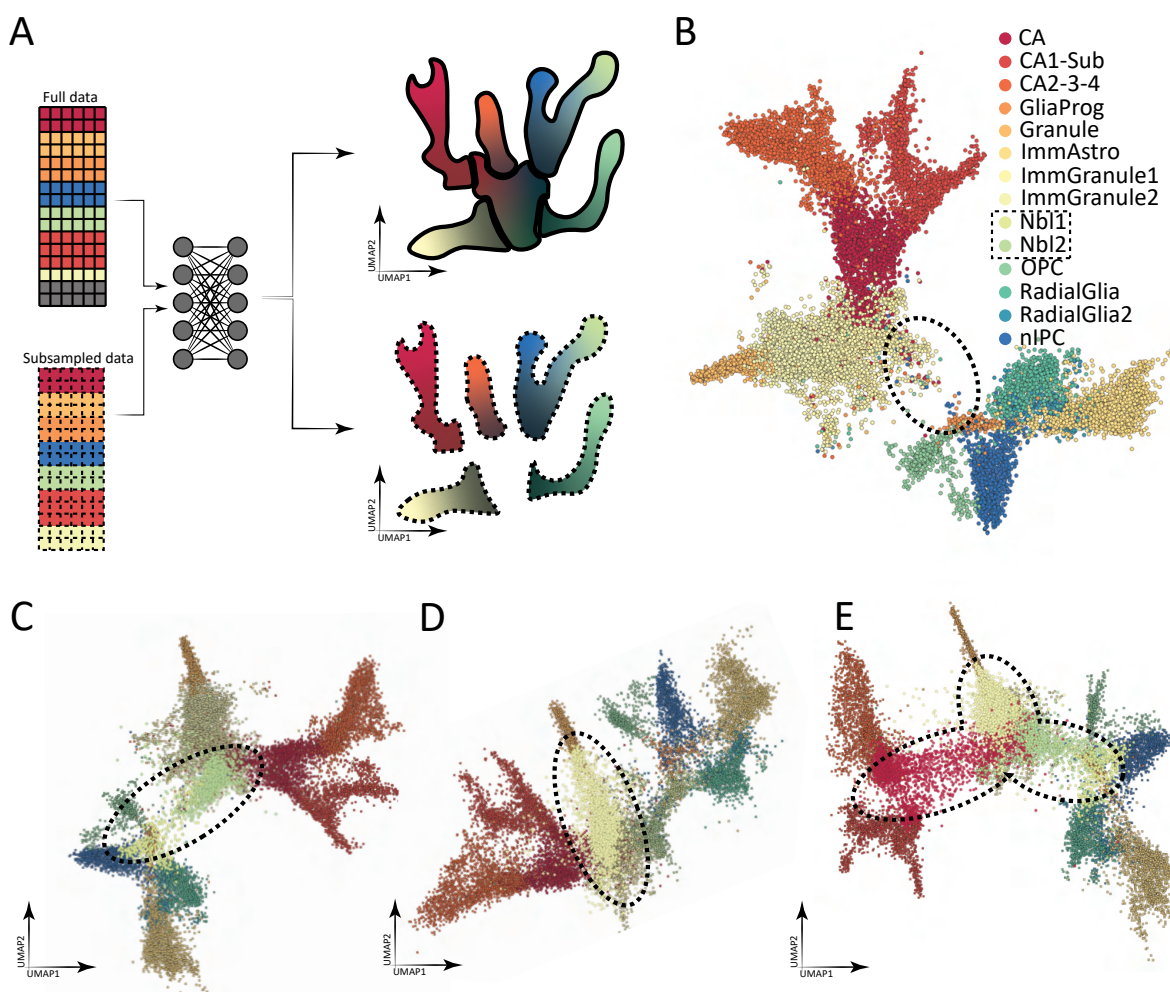 A
Full data
Subsampled data
UMAP2
UMAP1
UMAP2
UMAP1
B
CA
CA1-Sub
CA2-3-4
GliaProg
Granule
ImmAstro
ImmGranule1
ImmGranule2
Nbl1
Nbl2
OPC
RadialGlia
RadialGlia2
nIPC
C
UMAP2
UMAP1
D
UMAP2
UMAP1
E
UMAP2
UMAP1